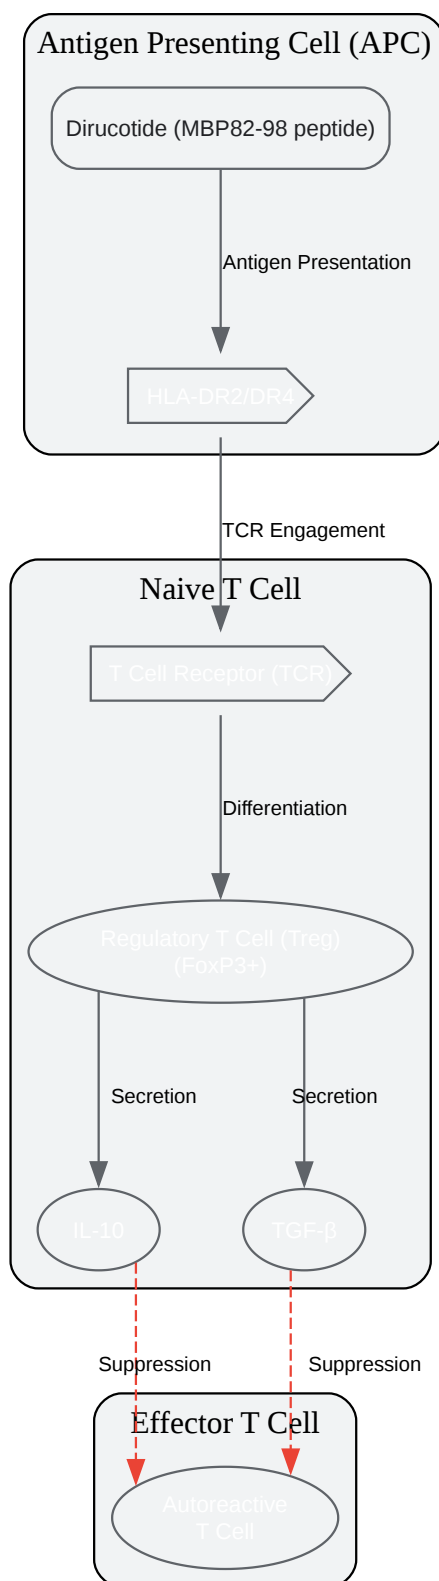 Antigen Presenting Cell (APC)
Dirucotide (MBP82-98 peptide)
Antigen Presentation
HLA-DR2/DR4
TCR Engagement
Naive T Cell
T Cell Receptor (TCR)
Differentiation
Regulatory T Cell (Treg)
(FoxP3+)
Secretion
Secretion
IL-10
TGF-β
Suppression
Suppression
Effector T Cell
Autoreactive
T Cell